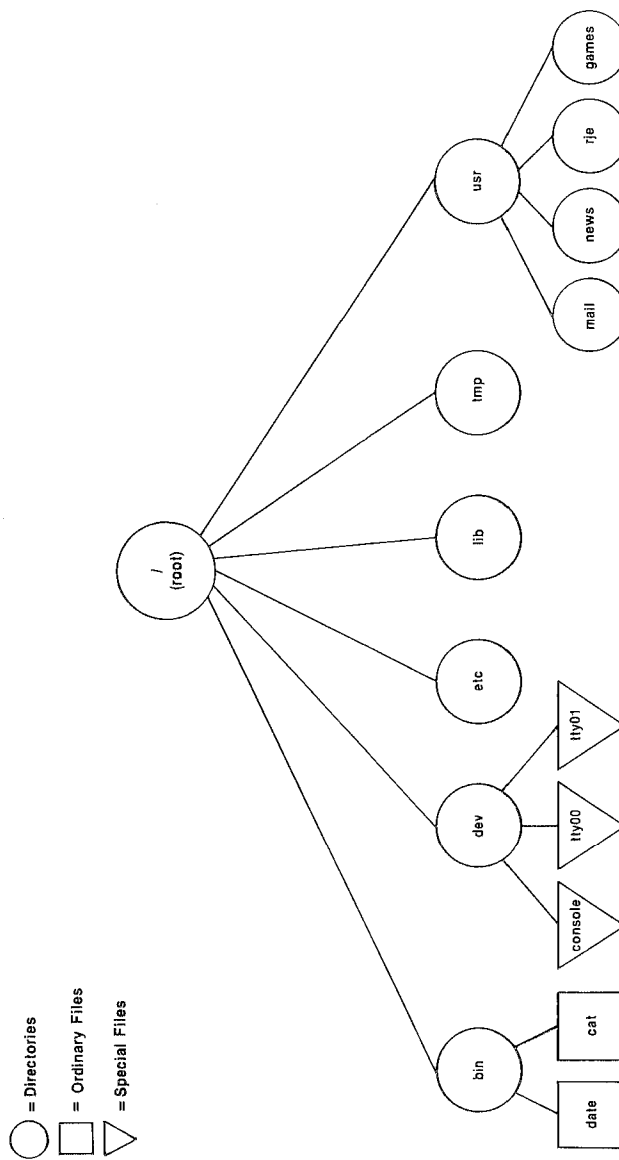 = Directories
= Ordinary Files
= Special Files
/
(root)
bin
dev
etc
lib
tmp
usr
date
cat
console
tty00
tty01
mail
news
rje
games